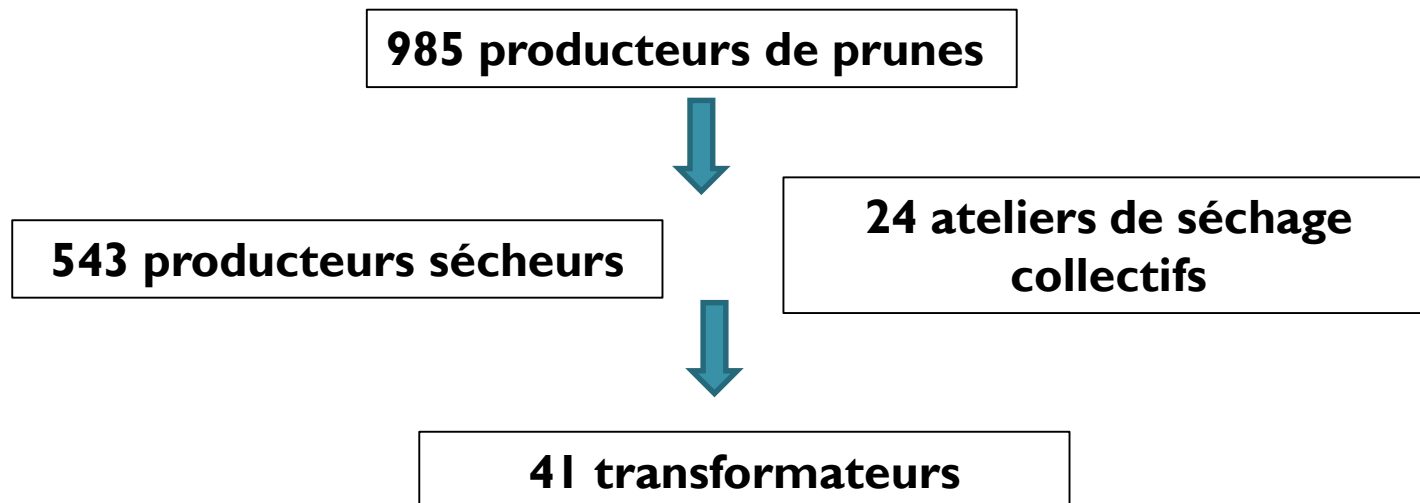 985 producteurs de prunes
543 producteurs sécheurs
24 ateliers de séchage
collectifs
41 transformateurs